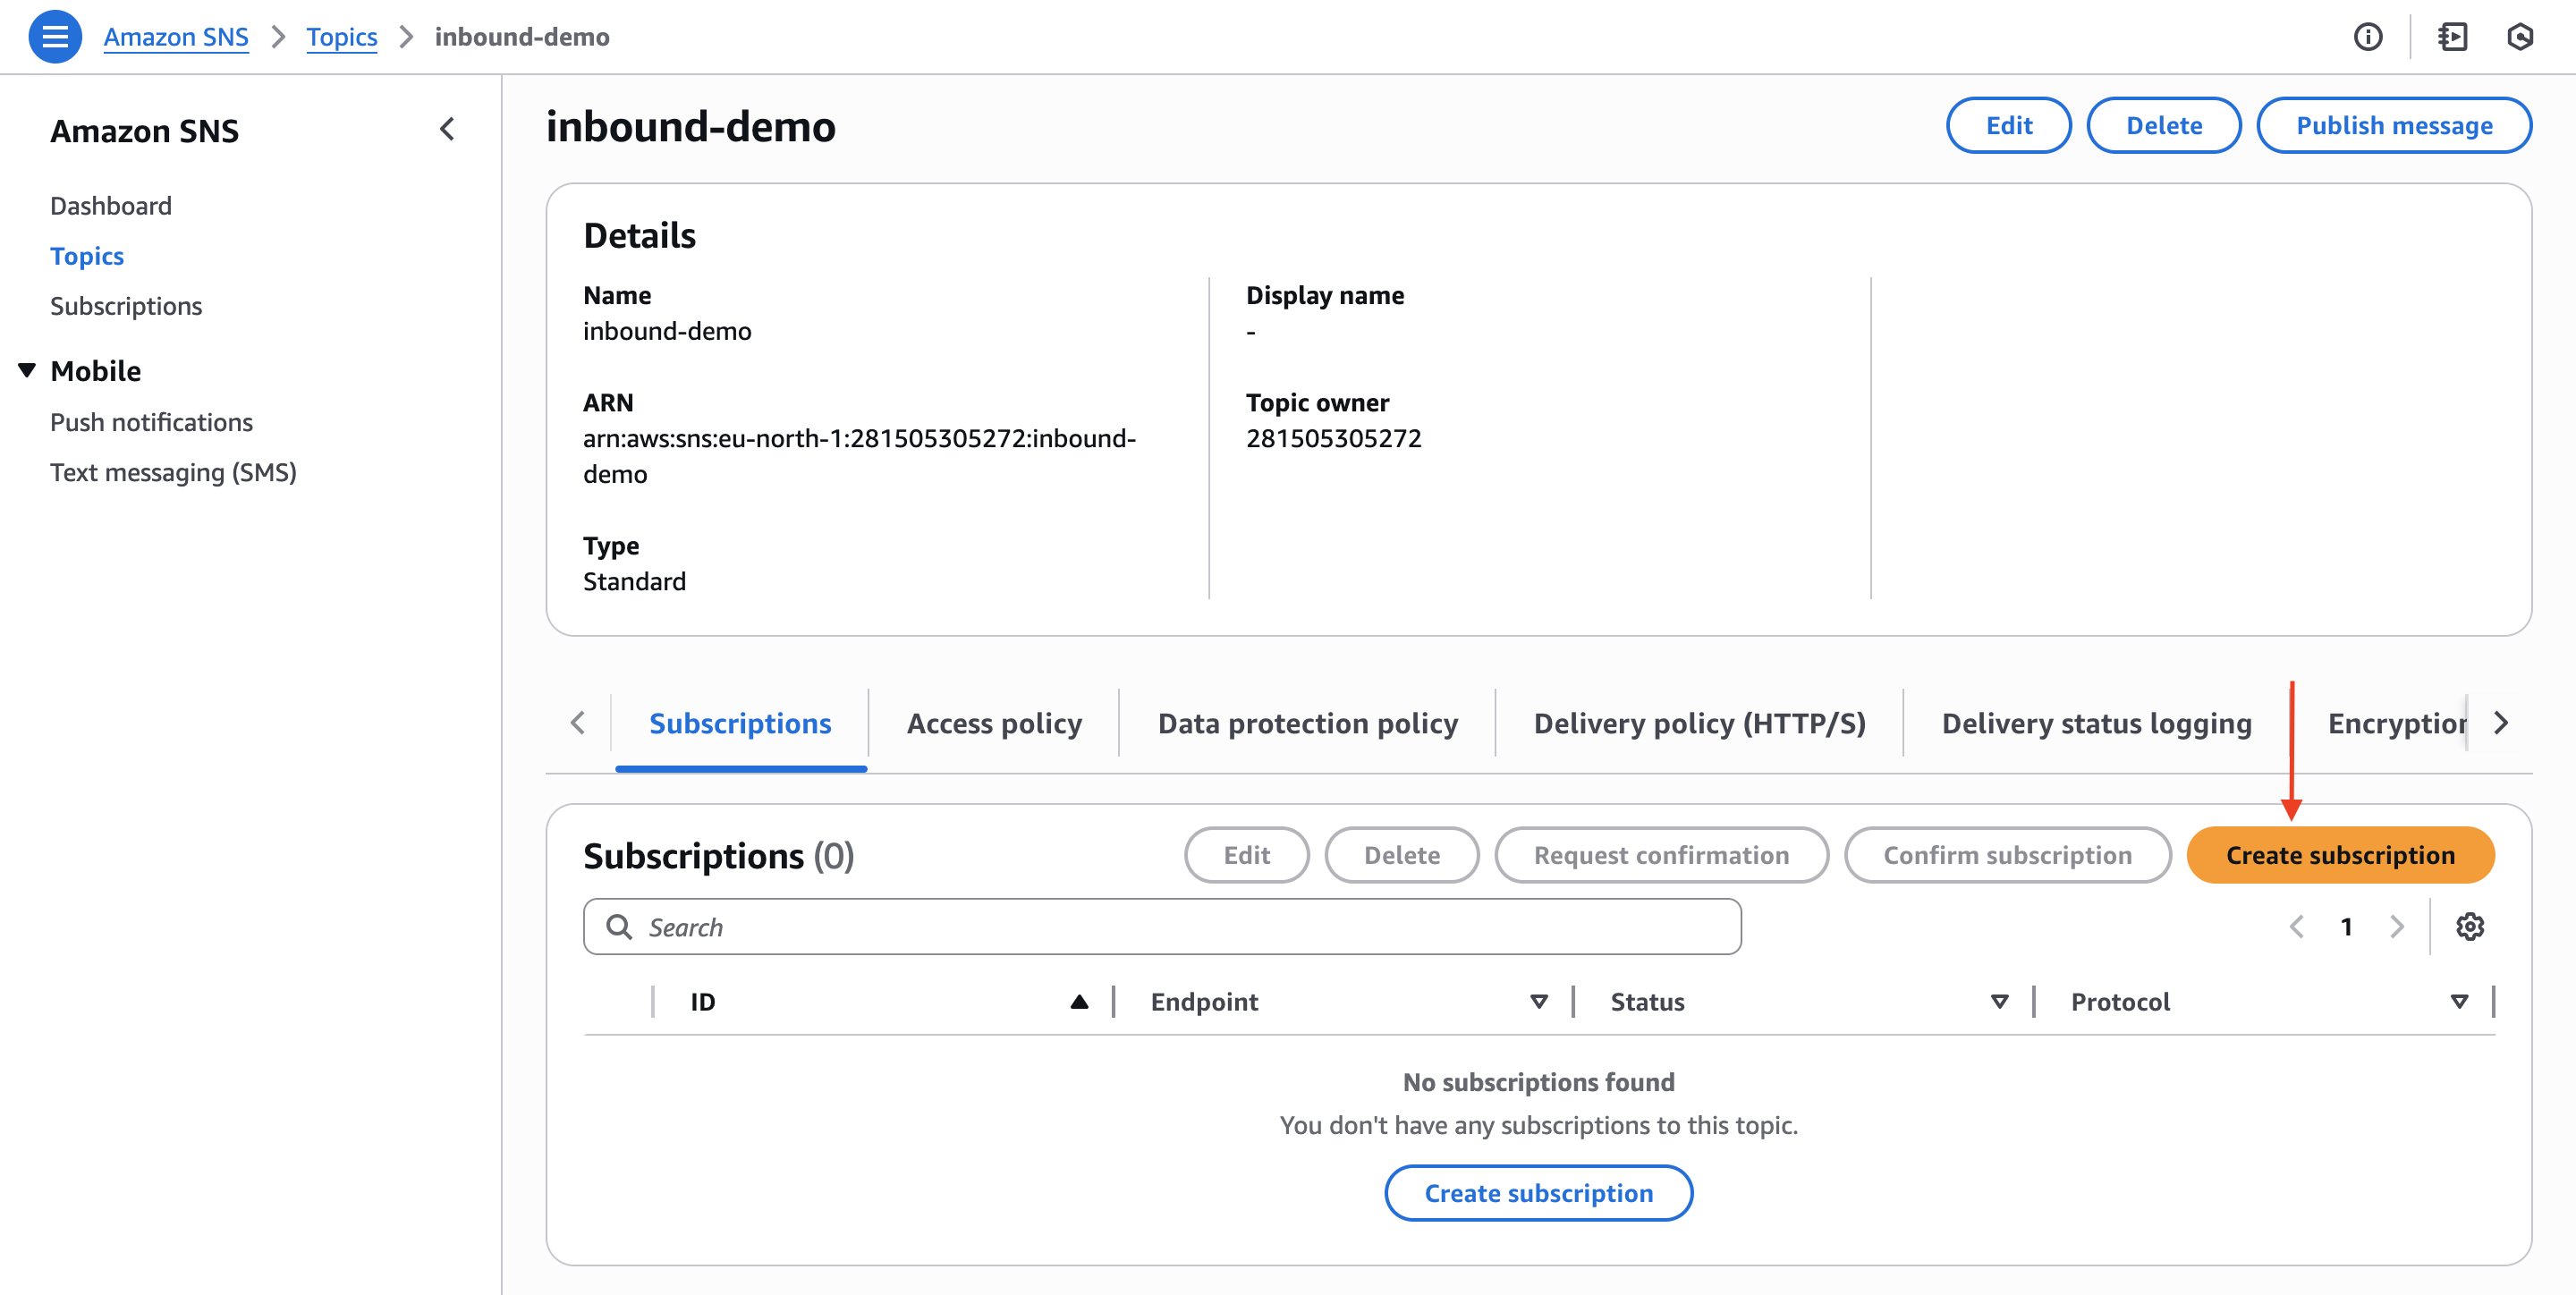 Amazon SNS > Topics > inbound-demo
Amazon SNS
Dashboard
Topics
Subscriptions
Mobile
Push notifications
Text messaging (SMS)
inbound-demo
Edit
Delete
Publish message
Details
Name
inbound-demo
ARN
arn:aws:sns:eu-north-1:281505305272:inbound-
demo
Type
Standard
Display name
-
Topic owner
281505305272
Subscriptions
Access policy
Data protection policy
Delivery policy (HTTP/S)
Delivery status logging
Encryption
Subscriptions (0)
Edit
Delete
Request confirmation
Confirm subscription
Create subscription
Search
1
ID
Endpoint
Status
Protocol
No subscriptions found
You don't have any subscriptions to this topic.
Create subscription